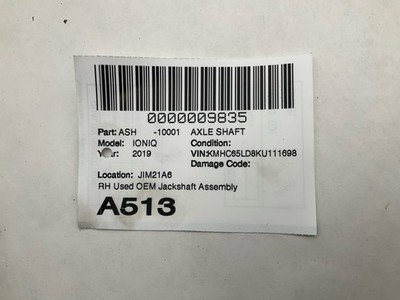 0000009835
Part: ASH -10001 AXLE SHAFT
Model: IONIQ Condition:
Year: 2019 VIN:KMHC65LD8KU111698
Damage Code:
Location: JIM21A6
RH Used OEM Jackshaft Assembly
A513